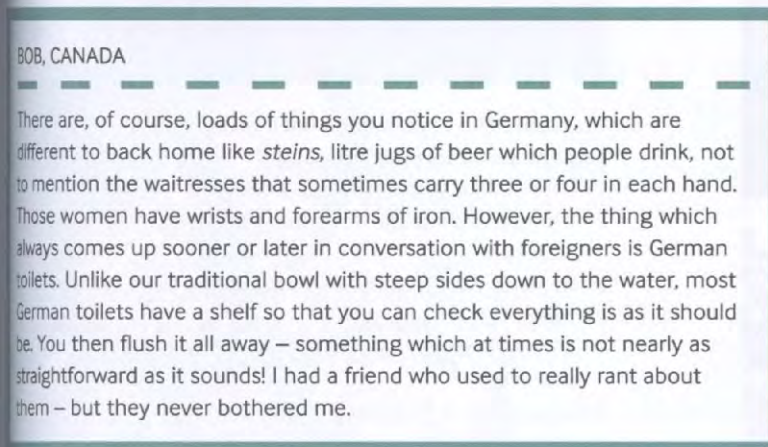 BOB, CANADA
There are, of course, loads of things you notice in Germany, which are
different to back home like steins, litre jugs of beer which people drink, not
to mention the waitresses that sometimes carry three or four in each hand.
Those women have wrists and forearms of iron. However, the thing which
always comes up sooner or later in conversation with foreigners is German
toilets. Unlike our traditional bowl with steep sides down to the water, most
German toilets have a shelf so that you can check everything is as it should
be. You then flush it all away – something which at times is not nearly as
straightforward as it sounds! I had a friend who used to really rant about
them – but they never bothered me.